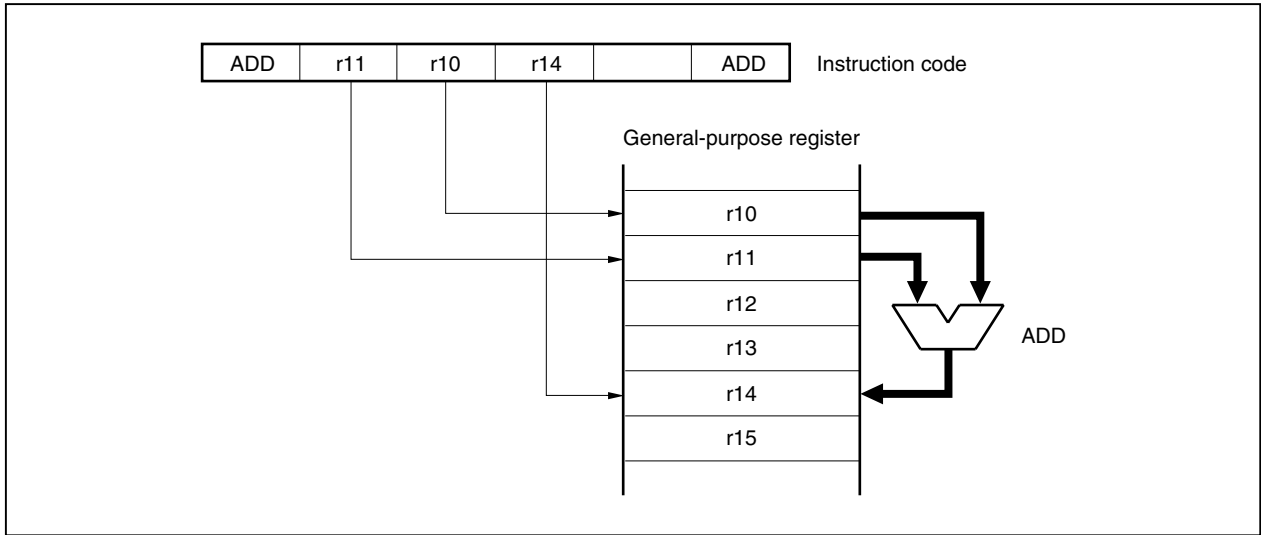 ADD r11 r10 r14 ADD Instruction code
General-purpose register
r10
r11
r12
r13
ADD
r14
r15